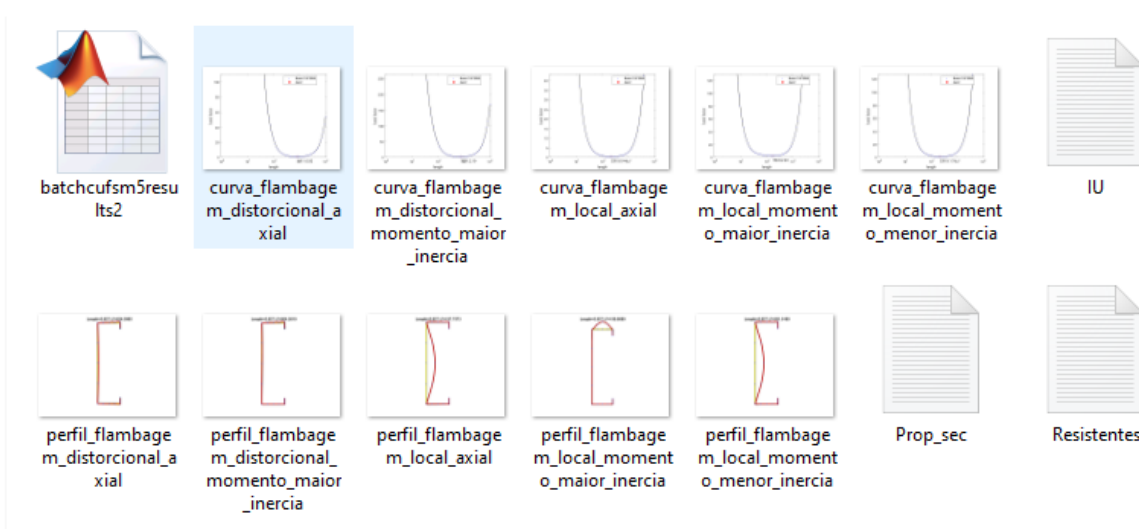 batchcufsm5resu
lts2
curva_flambage
m_distorcional_a
xial
curva_flambage
m_distorcional_
momento_maior
_inercia
curva_flambage
m_local_axial
curva_flambage
m_local_moment
o_maior_inercia
curva_flambage
m_local_moment
o_menor_inercia
IU
perfil_flambage
m_distorcional_a
xial
perfil_flambage
m_distorcional_
momento_maior
_inercia
perfil_flambage
m_local_axial
perfil_flambage
m_local_moment
o_maior_inercia
perfil_flambage
m_local_moment
o_menor_inercia
Prop_sec
Resistentes